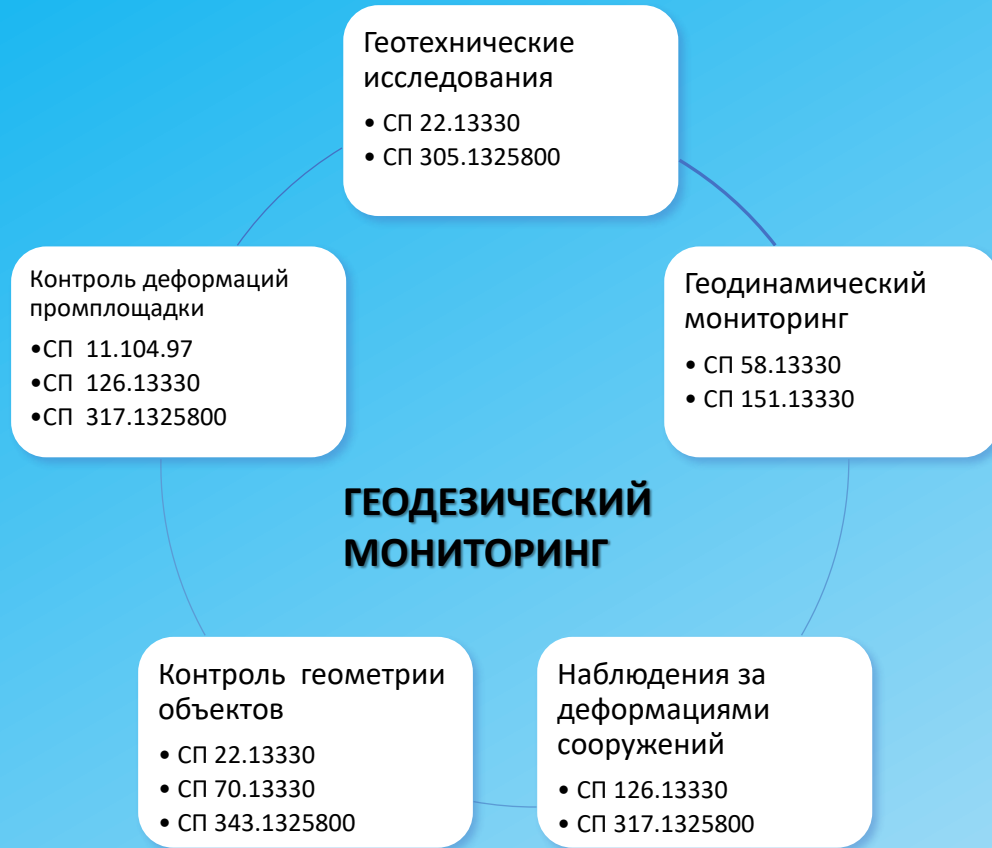 Геотехнические
исследования
• СП 22.13330
• СП 305.1325800
Контроль деформаций
промплощадки
•СП 11.104.97
•СП 126.13330
•СП 317.1325800
Геодинамический
мониторинг
• СП 58.13330
• СП 151.13330
ГЕОДЕЗИЧЕСКИЙ
МОНИТОРИНГ
Контроль геометрии
объектов
• СП 22.13330
• СП 70.13330
• СП 343.1325800
Наблюдения за
деформациями
сооружений
• СП 126.13330
• СП 317.1325800